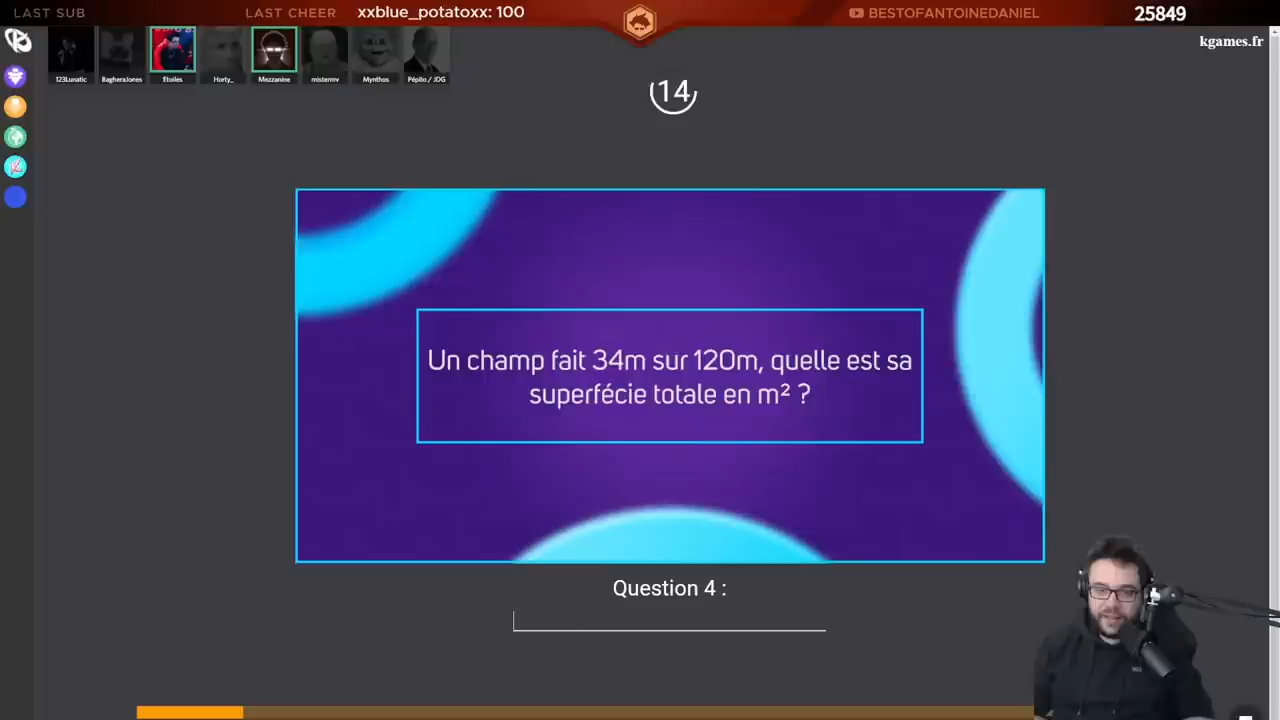 LAST SUB LAST CHEER xxblue_potatoxx: 100 BESTOFANTOINEDANIEL 25849
kgames.fr
123Lunatic BagheraJones Etoiles Horty_ Mezzanine mistermv Mynthos Pépito / JDG
14
Un champ fait 34m sur 120m, quelle est sa
superfécie totale en m² ?
Question 4 :